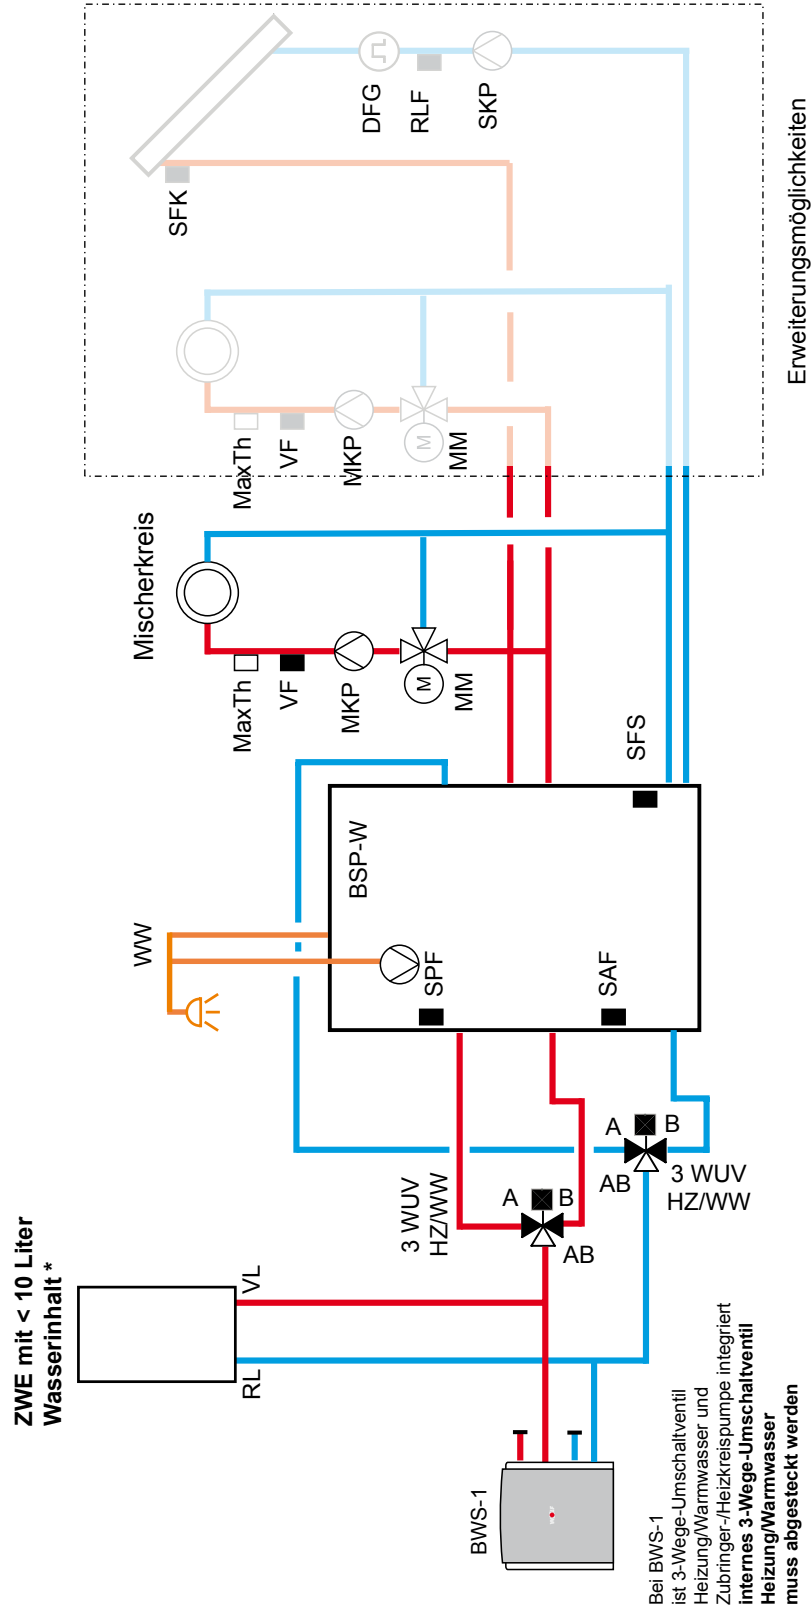 ZWE mit < 10 Liter
Wasserinhalt *
RL
VL
BWS-1
Bei BWS-1
ist 3-Wege-Umschaltventil
Heizung/Warmwasser und
Zubringer-/Heizkreispumpe integriert
internes 3-Wege-Umschaltventil
Heizung/Warmwasser
muss abgesteckt werden
3 WUV
HZ/WW
A
B
AB
A
B
AB
3 WUV
HZ/WW
WW
BSP-W
SPF
SAF
SFS
Mischerkreis
MaxTh
VF
MKP
M
MM
MaxTh
VF
MKP
M
MM
SFK
DFG
RLF
SKP
Erweiterungsmöglichkeiten